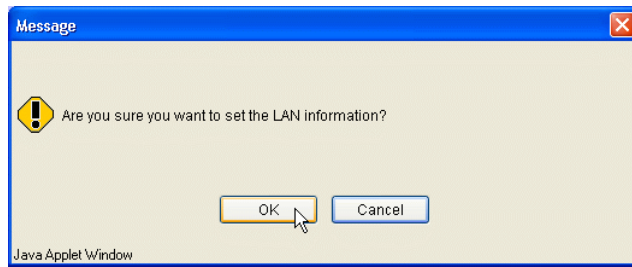 Message
Are you sure you want to set the LAN information?
OK Cancel
Java Applet Window